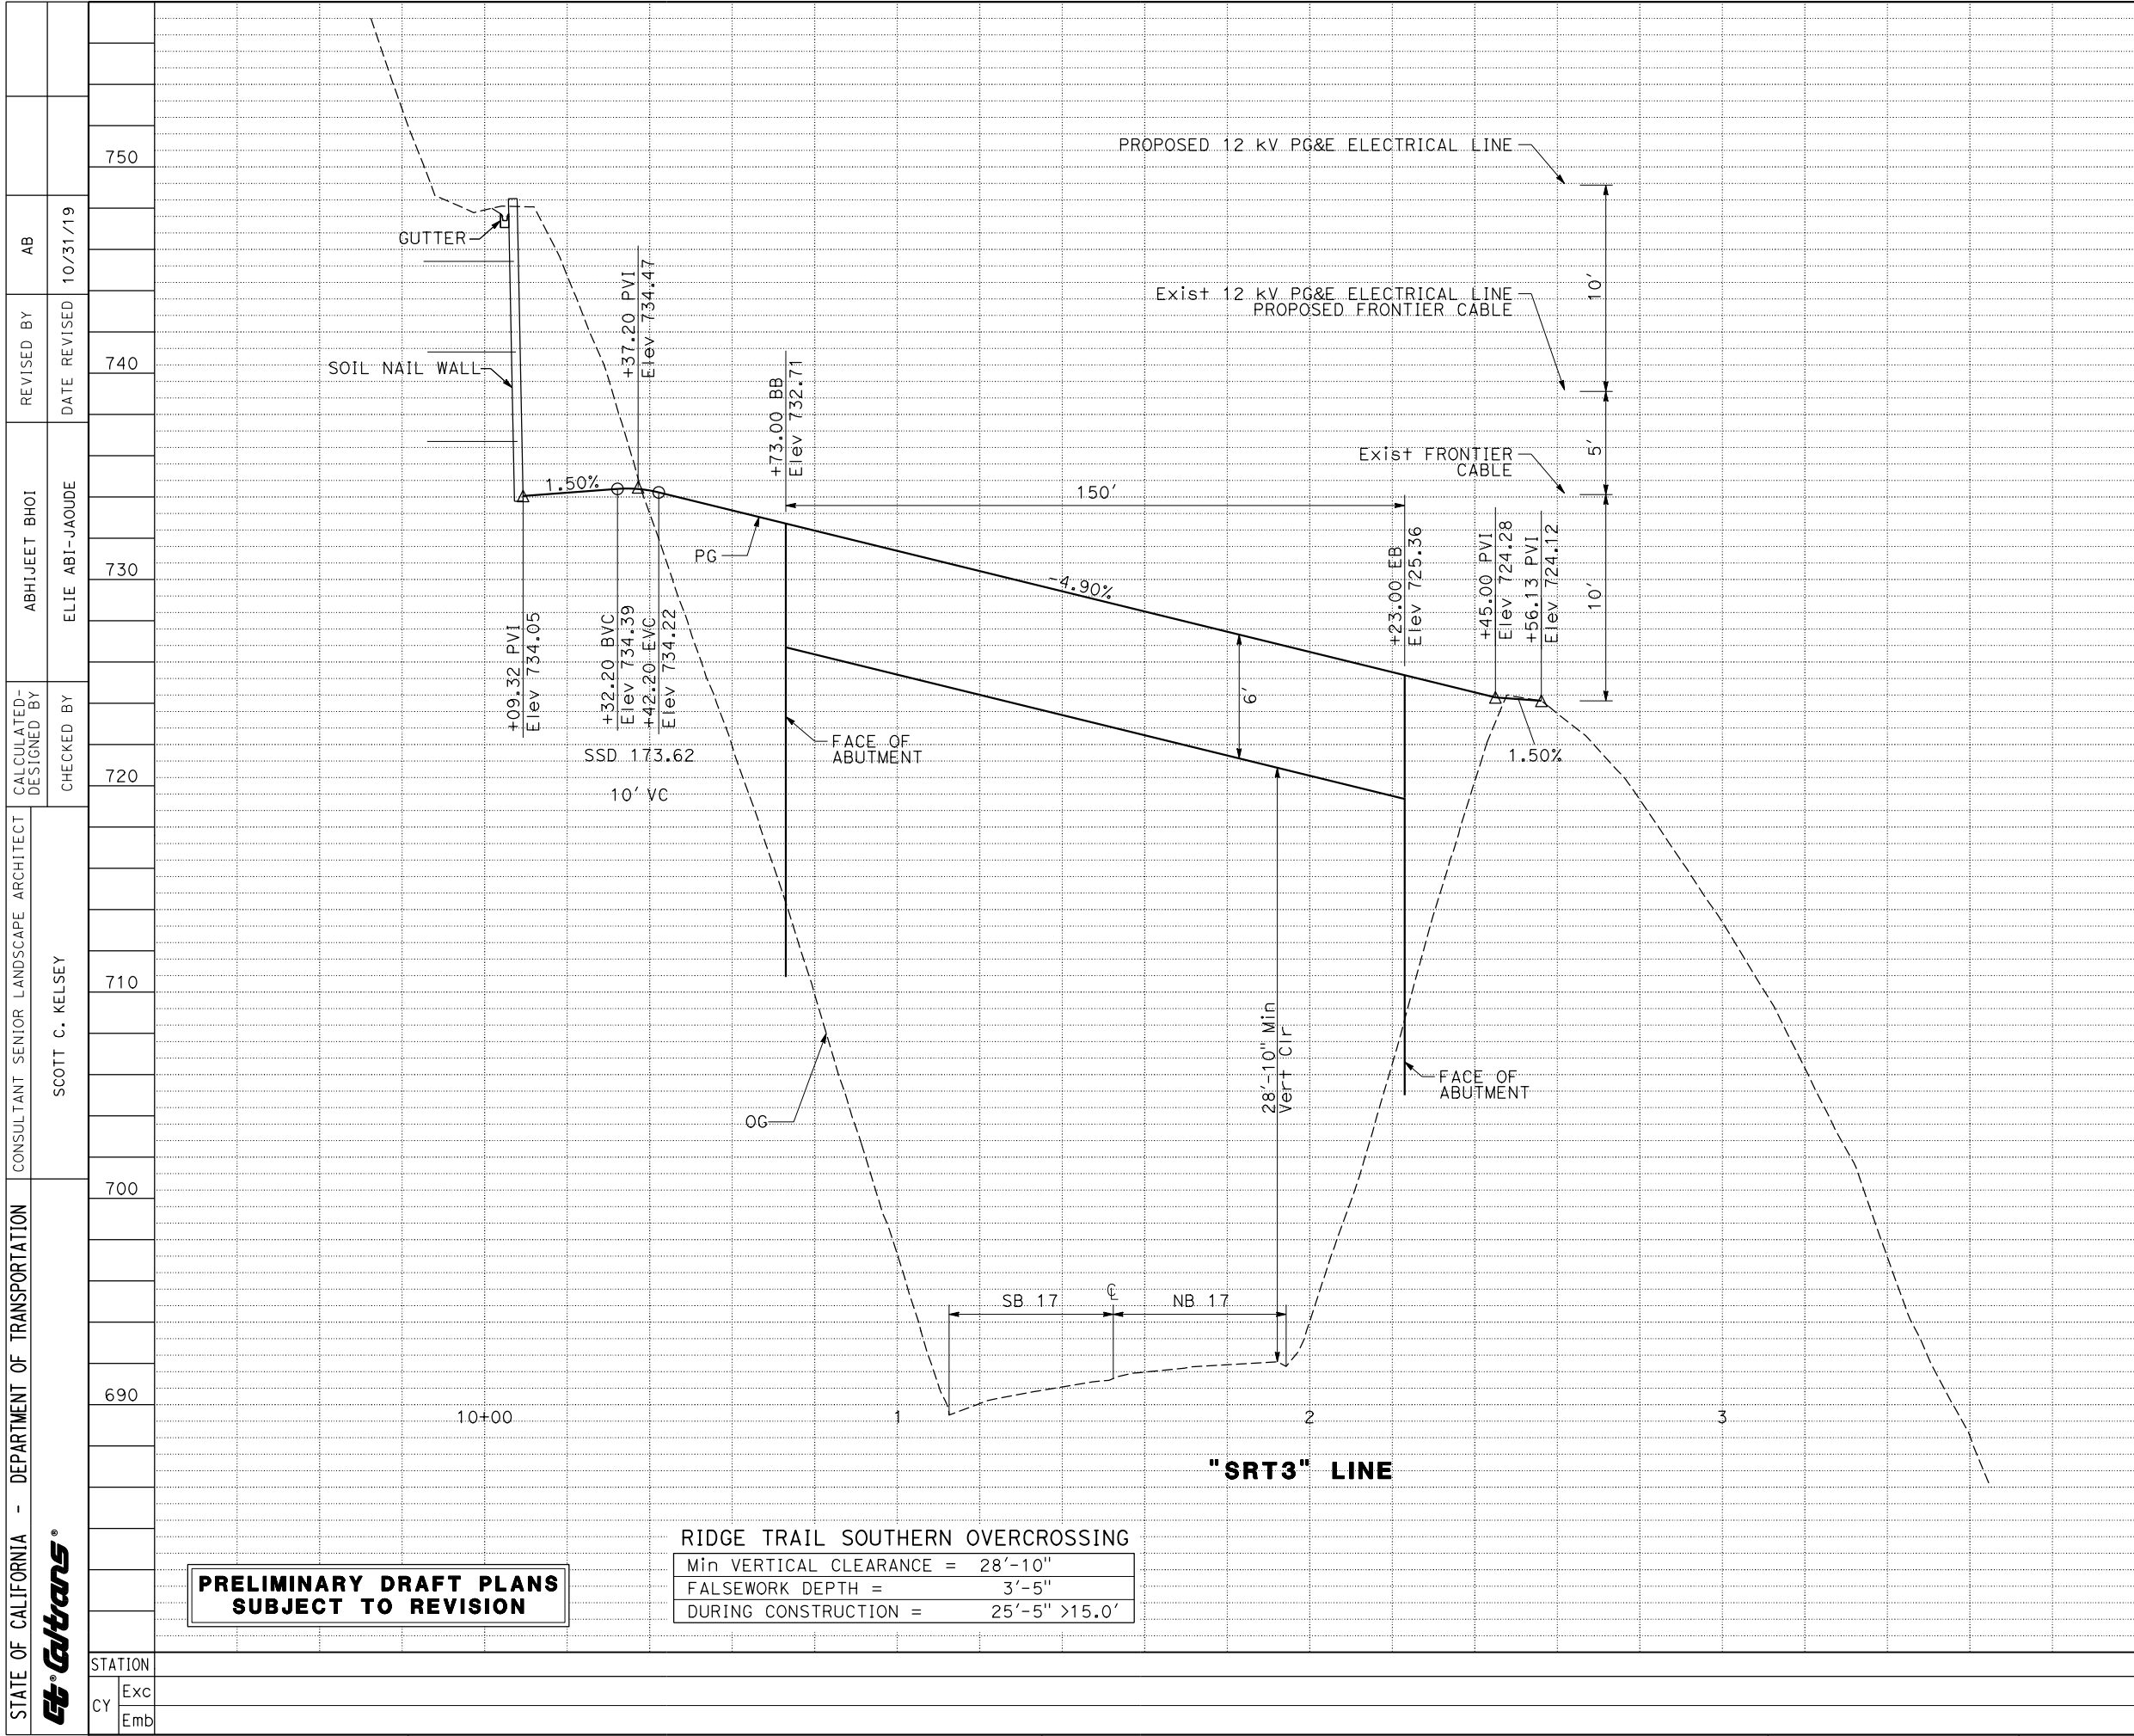 STATE OF CALIFORNIA - DEPARTMENT OF TRANSPORTATION
Caltrans®
CONSULTANT SENIOR LANDSCAPE ARCHITECT
SCOTT C. KELSEY
CALCULATED-
DESIGNED BY
CHECKED BY
ABHIJEET BHOI
ELIE ABI-JAOUDE
REVISED BY
DATE REVISED
AB
10/31/19
750
740
730
720
710
700
690
PROPOSED 12 kV PG&E ELECTRICAL LINE
GUTTER
SOIL NAIL WALL
Exist 12 kV PG&E ELECTRICAL LINE
PROPOSED FRONTIER CABLE
Exist FRONTIER
CABLE
10'
5'
10'
+37.20 PVI
Elev 734.47
+73.00 BB
Elev 732.71
1.50%
150'
PG
-4.90%
+09.32 PVI
Elev 734.05
+32.20 BVC
Elev 734.39
+42.20 EVC
Elev 734.22
SSD 173.62
10' VC
+23.00 EB
Elev 725.36
+45.00 PVI
Elev 724.28
+56.13 PVI
Elev 724.12
1.50%
6'
FACE OF
ABUTMENT
28'-10" Min
Vert Clr
FACE OF
ABUTMENT
OG
SB 17
℄
NB 17
10+00
1
2
3
"SRT3" LINE
RIDGE TRAIL SOUTHERN OVERCROSSING
Min VERTICAL CLEARANCE = 28'-10"
FALSEWORK DEPTH = 3'-5"
DURING CONSTRUCTION = 25'-5" >15.0'
PRELIMINARY DRAFT PLANS
SUBJECT TO REVISION
STATION
CY
Exc
Emb